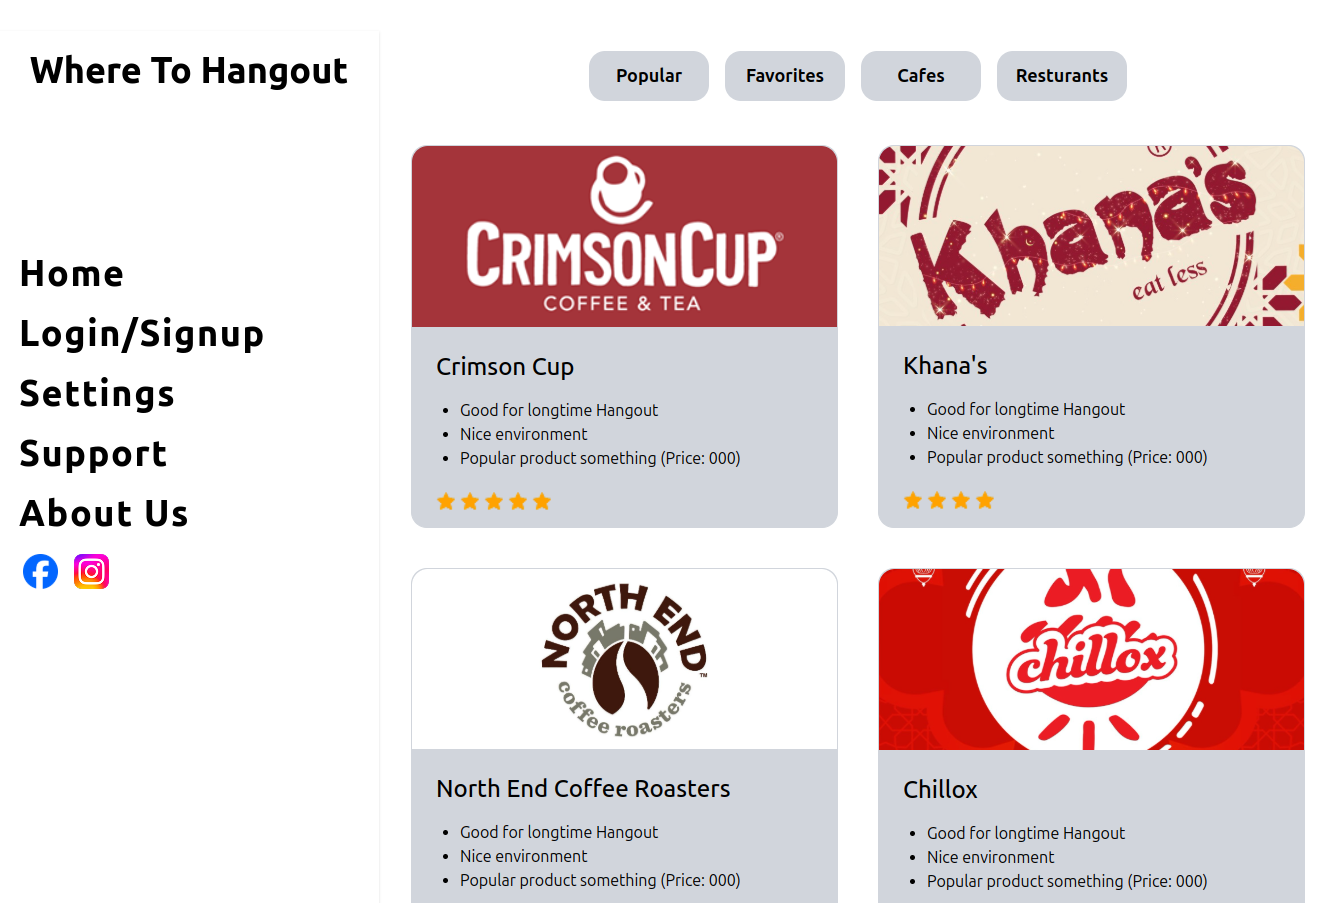 Where To Hangout
Popular
Favorites
Cafes
Resturants
Home
Login/Signup
Settings
Support
About Us
CRIMSONCUP®
COFFEE & TEA
Crimson Cup
Good for longtime Hangout
Nice environment
Popular product something (Price: 000)
®
Khana's
eat less
Khana's
Good for longtime Hangout
Nice environment
Popular product something (Price: 000)
NORTH END™
coffee roasters
North End Coffee Roasters
Good for longtime Hangout
Nice environment
Popular product something (Price: 000)
chillox
Chillox
Good for longtime Hangout
Nice environment
Popular product something (Price: 000)